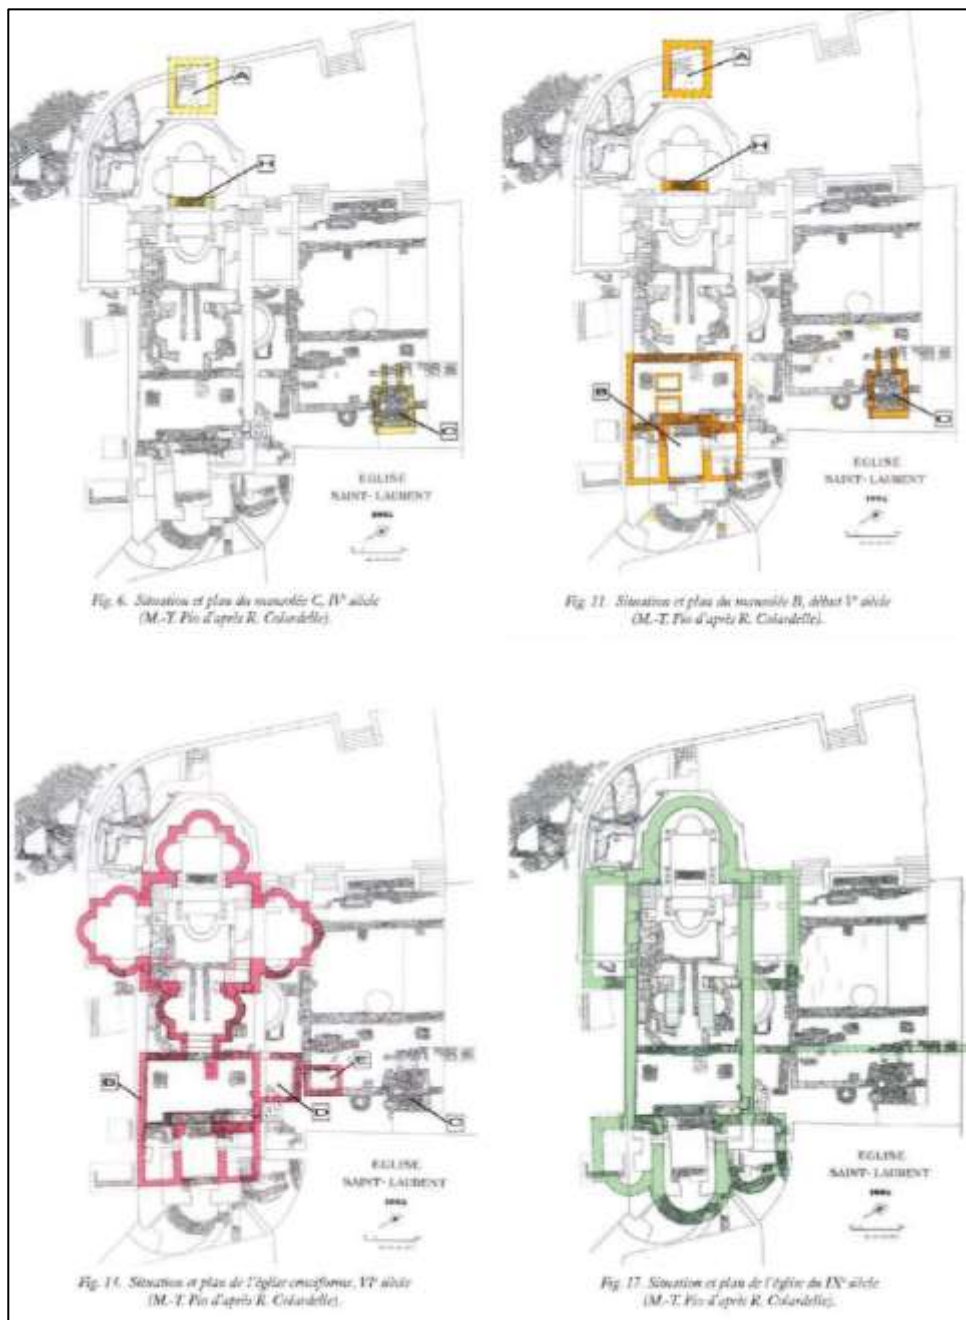 A
H
C
EGLISE
SAINT-LAURENT
Fig. 6. Situation et plan du mausolée C, IVᵉ siècle
(M.-T. Pio d'après R. Colardelle).
A
H
B
C
EGLISE
SAINT-LAURENT
Fig. 11. Situation et plan du mausolée B, début Vᵉ siècle
(M.-T. Pio d'après R. Colardelle).
B
D
E
C
EGLISE
SAINT-LAURENT
Situation et plan de l'église cruciforme, VIᵉ siècle
(M.-T. Pio d'après R. Colardelle).
EGLISE
SAINT-LAURENT
Fig. 17. Situation et plan de l'église du IXᵉ siècle
(M.-T. Pio d'après R. Colardelle).